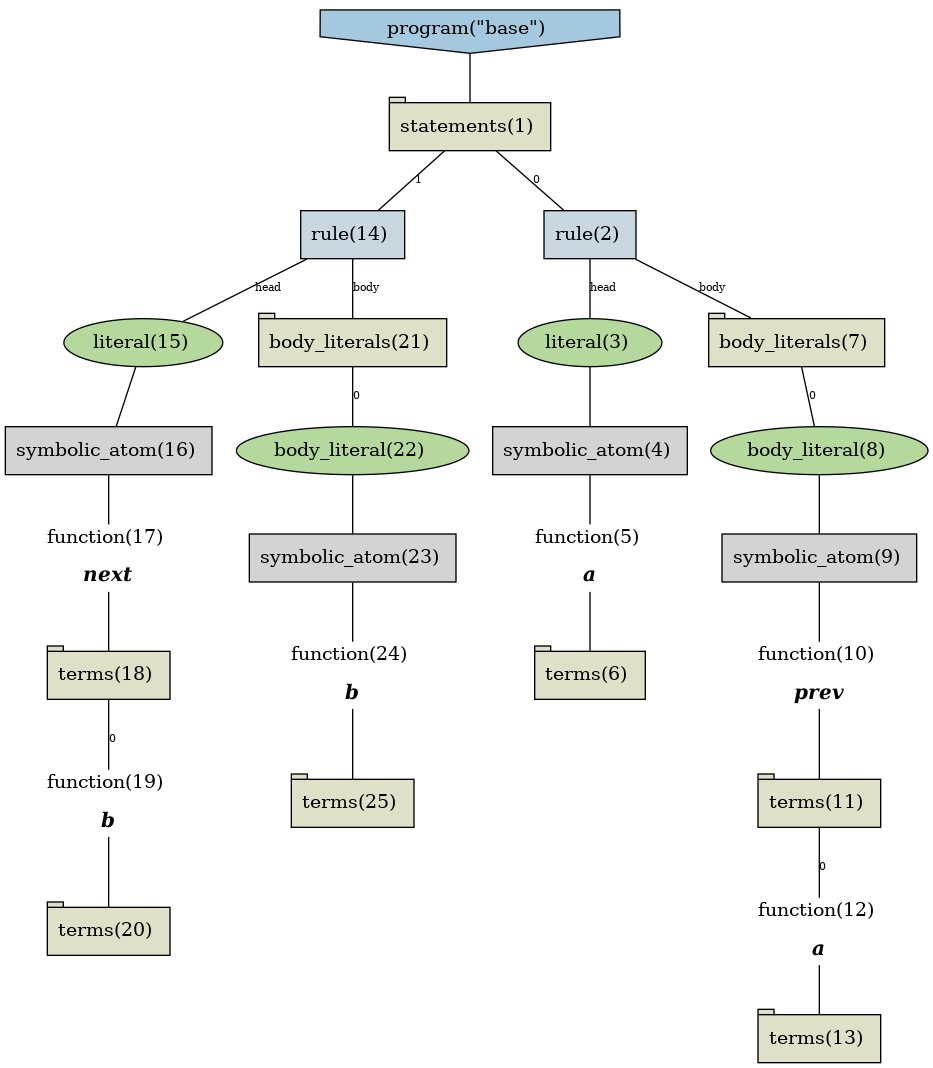 program("base")
statements(1)
1
0
rule(14)
rule(2)
head
body
head
body
literal(15)
body_literals(21)
literal(3)
body_literals(7)
0
0
symbolic_atom(16)
body_literal(22)
symbolic_atom(4)
body_literal(8)
function(17)
next
symbolic_atom(23)
function(5)
a
symbolic_atom(9)
terms(18)
function(24)
b
terms(6)
function(10)
prev
0
function(19)
b
terms(25)
terms(11)
0
terms(20)
function(12)
a
terms(13)